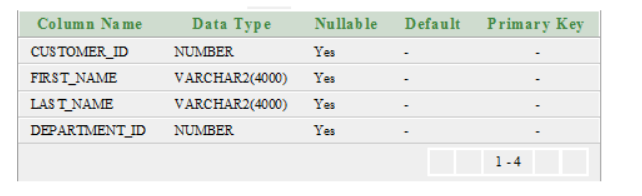 Column Name Data Type Nullable Default Primary Key
CUSTOMER_ID NUMBER Yes - -
FIRST_NAME VARCHAR2(4000) Yes - -
LAST_NAME VARCHAR2(4000) Yes - -
DEPARTMENT_ID NUMBER Yes - -
1 - 4